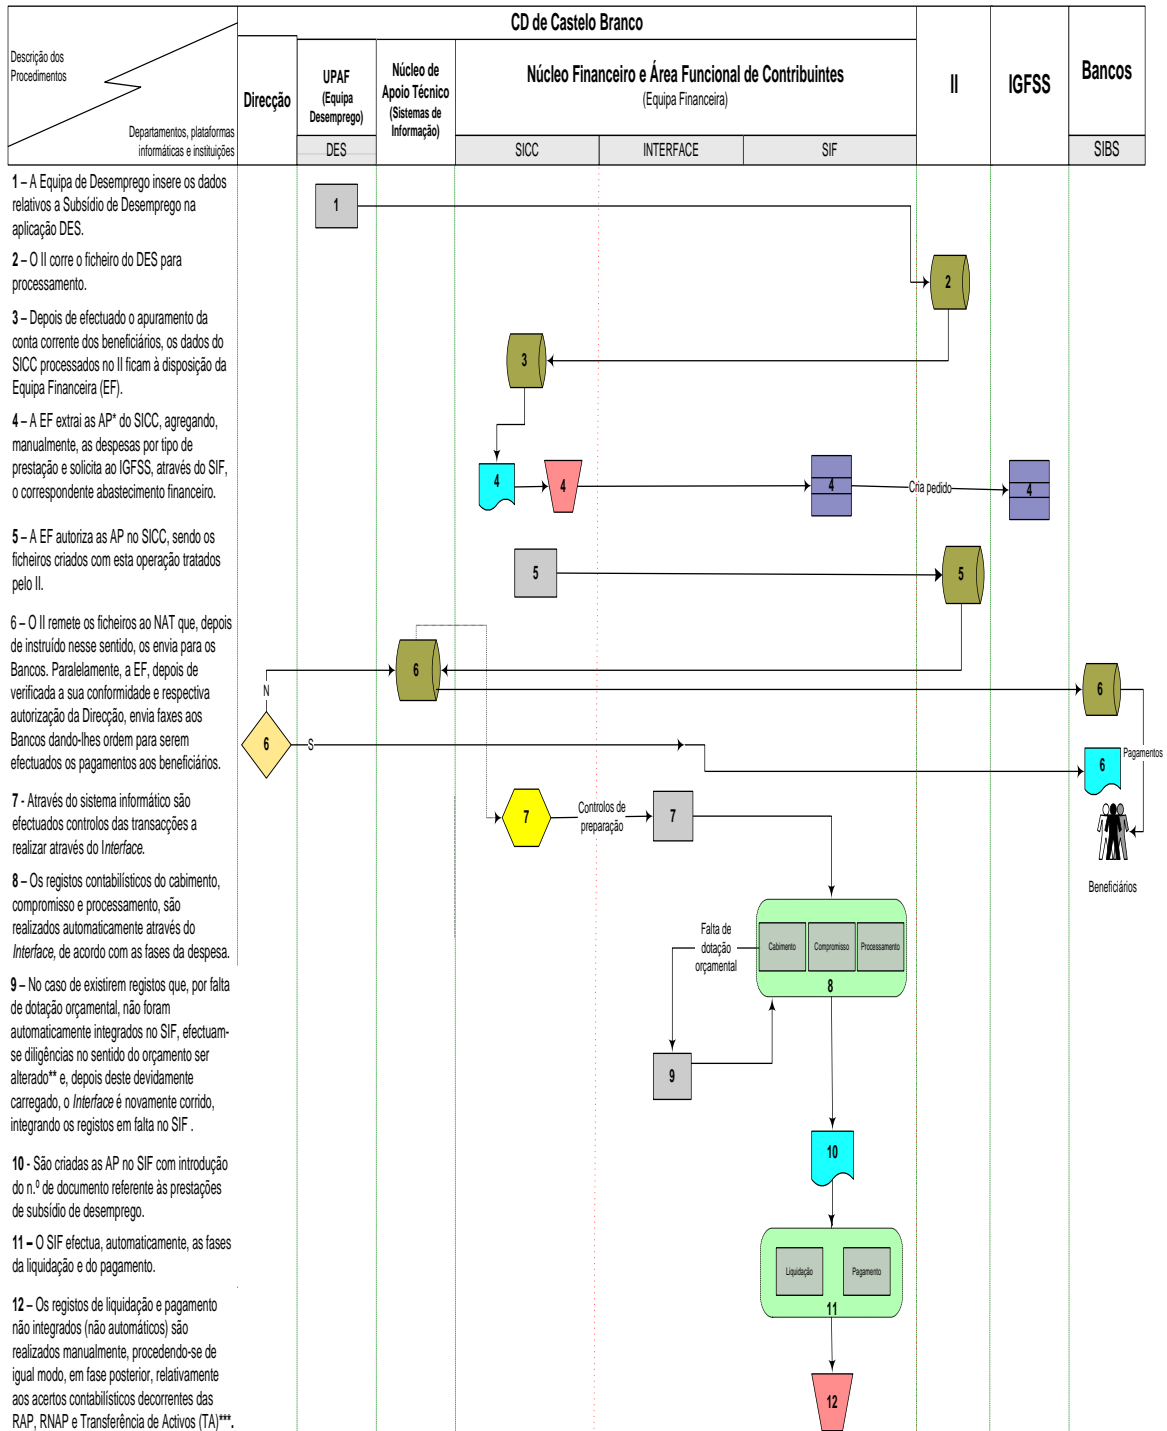 CD de Castelo Branco
Descrição dos
Procedimentos
Departamentos, plataformas
informáticas e instituições
Direcção
UPAF
(Equipa
Desemprego)
DES
Núcleo de
Apoio Técnico
(Sistemas de
Informação)
Núcleo Financeiro e Área Funcional de Contribuintes
(Equipa Financeira)
SICC
INTERFACE
SIF
II
IGFSS
Bancos
SIBS
1 – A Equipa de Desemprego insere os dados
relativos a Subsídio de Desemprego na
aplicação DES.
2 – O II corre o ficheiro do DES para
processamento.
3 – Depois de efectuado o apuramento da
conta corrente dos beneficiários, os dados do
SICC processados no II ficam à disposição da
Equipa Financeira (EF).
4 – A EF extrai as AP* do SICC, agregando,
manualmente, as despesas por tipo de
prestação e solicita ao IGFSS, através do SIF,
o correspondente abastecimento financeiro.
5 – A EF autoriza as AP no SICC, sendo os
ficheiros criados com esta operação tratados
pelo II.
6 – O II remete os ficheiros ao NAT que, depois
de instruído nesse sentido, os envia para os
Bancos. Paralelamente, a EF, depois de
verificada a sua conformidade e respectiva
autorização da Direcção, envia faxes aos
Bancos dando-lhes ordem para serem
efectuados os pagamentos aos beneficiários.
7 - Através do sistema informático são
efectuados controlos das transacções a
realizar através do Interface.
8 – Os registos contabilísticos do cabimento,
compromisso e processamento, são
realizados automaticamente através do
Interface, de acordo com as fases da despesa.
9 – No caso de existirem registos que, por falta
de dotação orçamental, não foram
automaticamente integrados no SIF, efectuam-
se diligências no sentido do orçamento ser
alterado** e, depois deste devidamente
carregado, o Interface é novamente corrido,
integrando os registos em falta no SIF .
10 - São criadas as AP no SIF com introdução
do n.º de documento referente às prestações
de subsídio de desemprego.
11 – O SIF efectua, automaticamente, as fases
da liquidação e do pagamento.
12 – Os registos de liquidação e pagamento
não integrados (não automáticos) são
realizados manualmente, procedendo-se de
igual modo, em fase posterior, relativamente
aos acertos contabilísticos decorrentes das
RAP, RNAP e Transferência de Activos (TA)***.
1
2
3
4
4
4
Cria pedido
4
5
5
6
6
N
6
S
6
Pagamentos
Beneficiários
7
Controlos de
preparação
7
Falta de
dotação
orçamental
Cabimento
Compromisso
Processamento
8
9
10
Liquidação
Pagamento
11
12